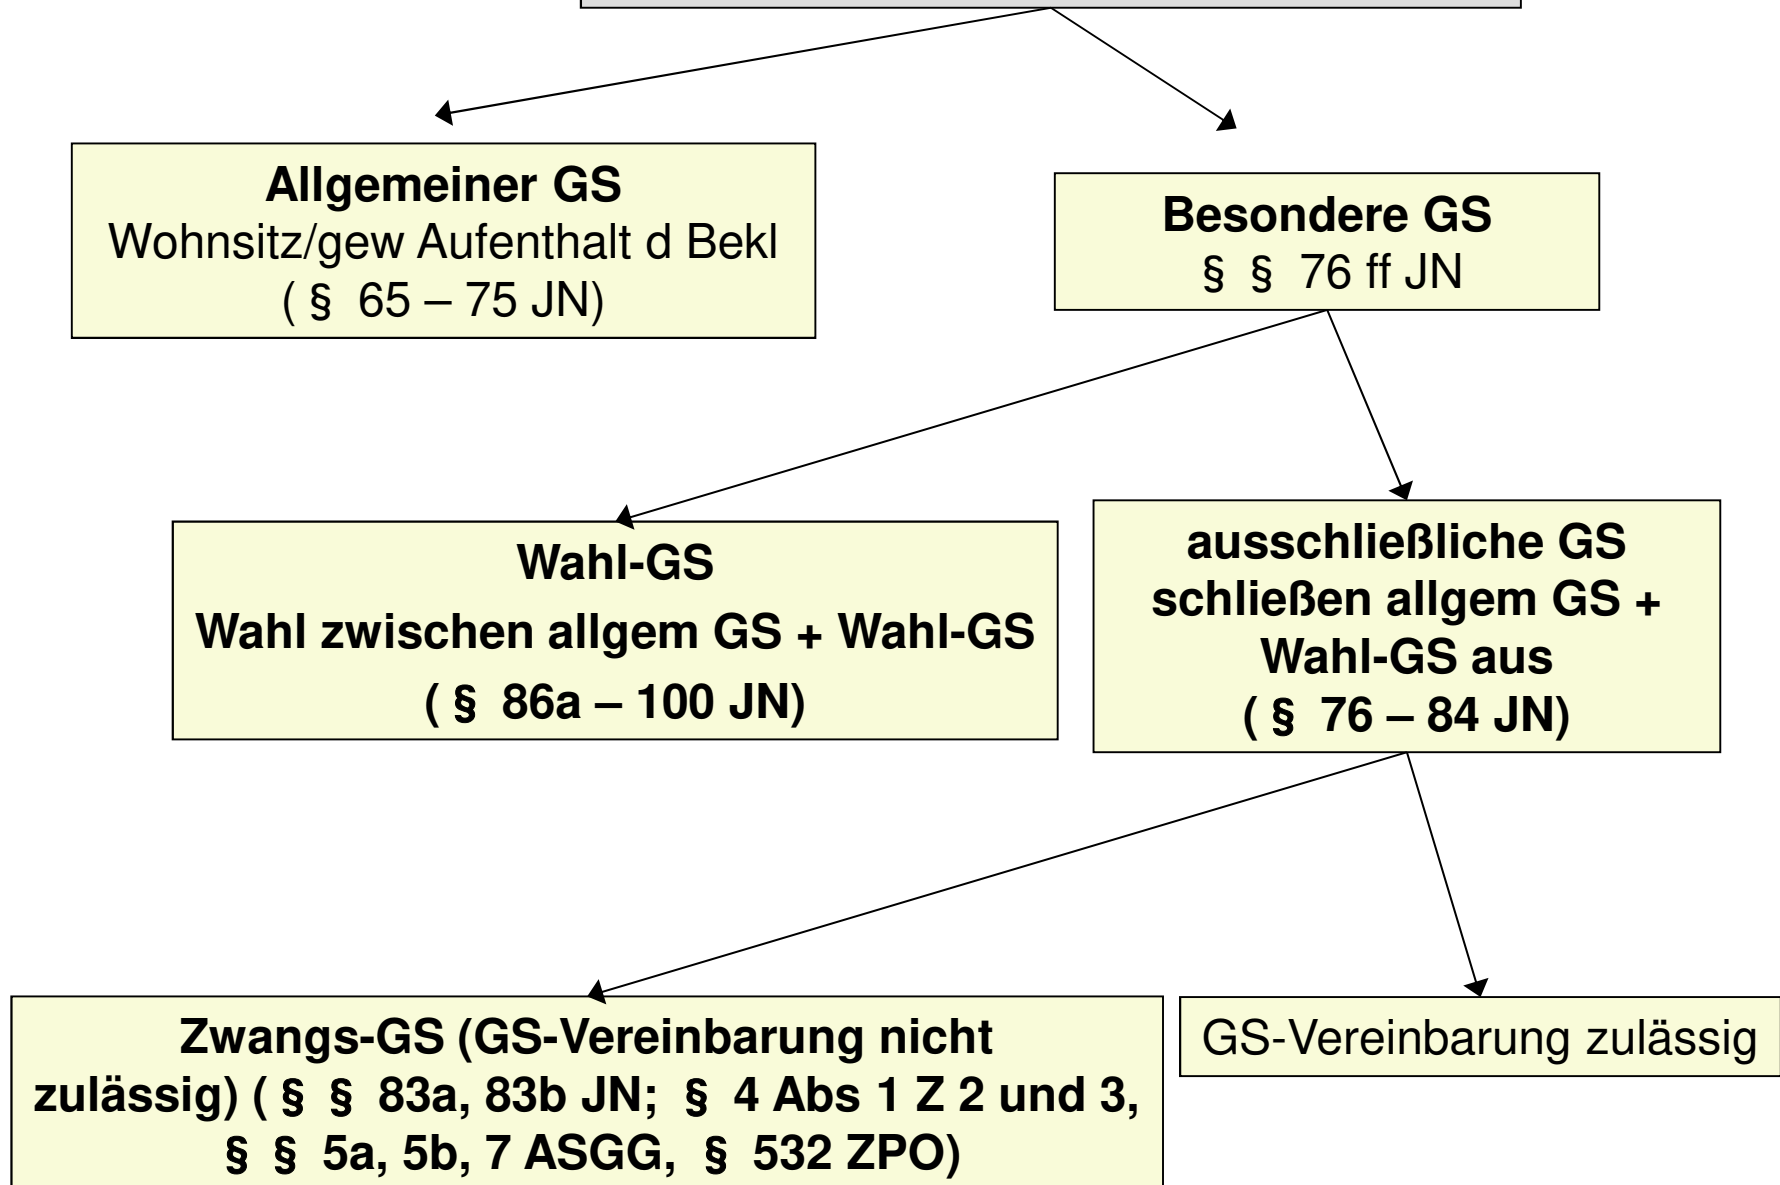 Allgemeiner GS
Wohnsitz/gew Aufenthalt d Bekl
( § 65 – 75 JN)
Besondere GS
§ § 76 ff JN
Wahl-GS
Wahl zwischen allgem GS + Wahl-GS
( § 86a – 100 JN)
ausschließliche GS
schließen allgem GS +
Wahl-GS aus
( § 76 – 84 JN)
Zwangs-GS (GS-Vereinbarung nicht
zulässig) ( § § 83a, 83b JN; § 4 Abs 1 Z 2 und 3,
§ § 5a, 5b, 7 ASGG, § 532 ZPO)
GS-Vereinbarung zulässig